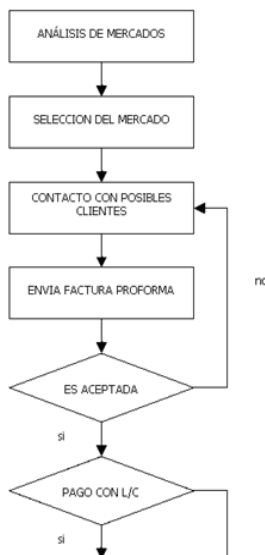 ANÁLISIS DE MERCADOS
SELECCION DEL MERCADO
CONTACTO CON POSIBLES
CLIENTES
ENVIA FACTURA PROFORMA
no
ES ACEPTADA
si
PAGO CON L/C
si